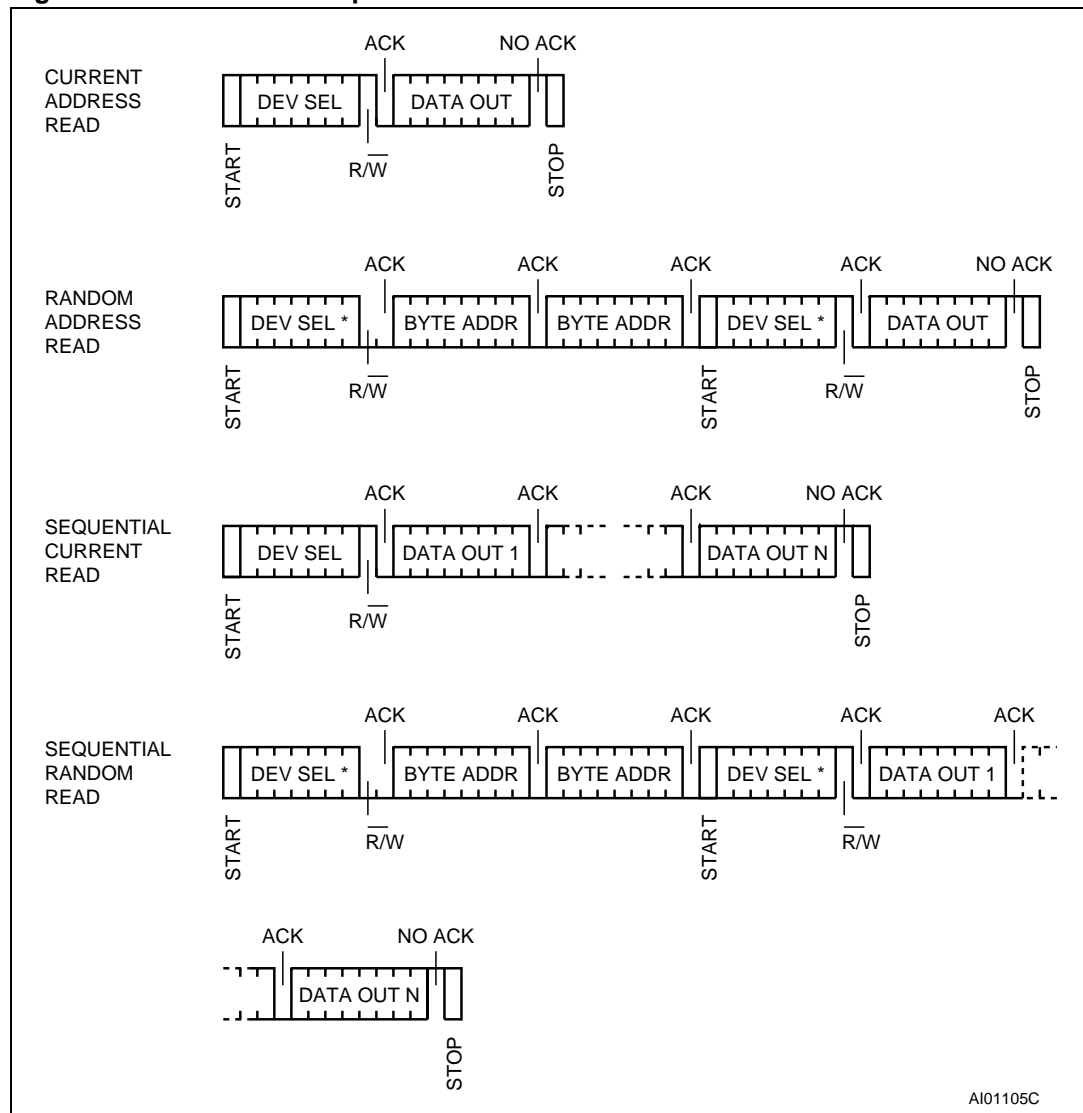 ACK NO ACK
CURRENT
ADDRESS
READ
DEV SEL DATA OUT
START R/W̅ STOP
ACK ACK ACK ACK NO ACK
RANDOM
ADDRESS
READ
DEV SEL * BYTE ADDR BYTE ADDR DEV SEL * DATA OUT
START R/W̅ START R/W̅ STOP
ACK ACK ACK NO ACK
SEQUENTIAL
CURRENT
READ
DEV SEL DATA OUT 1 DATA OUT N
START R/W̅ STOP
ACK ACK ACK ACK ACK
SEQUENTIAL
RANDOM
READ
DEV SEL * BYTE ADDR BYTE ADDR DEV SEL * DATA OUT 1
START R̅/W START R̅/W
ACK NO ACK
DATA OUT N
STOP
AI01105C